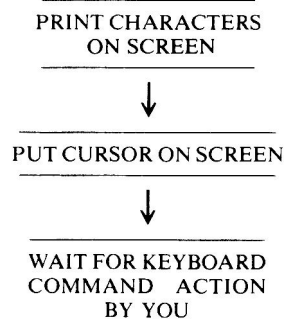 PRINT CHARACTERS
ON SCREEN
PUT CURSOR ON SCREEN
WAIT FOR KEYBOARD
COMMAND ACTION
BY YOU